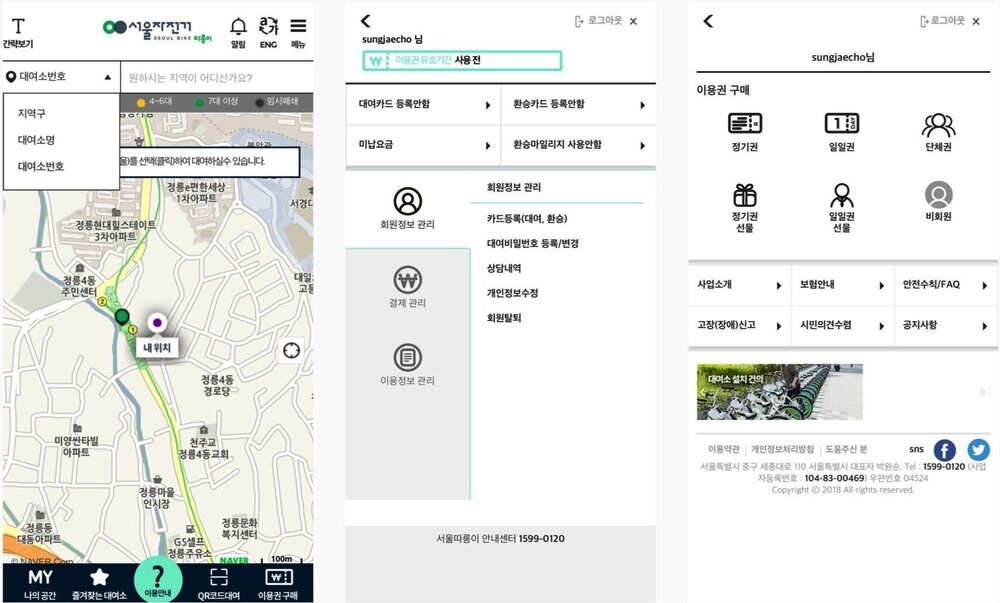 T
간략보기
서울자전거
SEOUL BIKE 따릉이
알림
ENG
메뉴
대여소번호
원하시는 지역이 어디신가요?
4~6대
7대 이상
임시폐쇄
지역구
대여소명
대여소번호
을)를 선택(클릭)하여 대여하실수 있습니다.
정릉e편한세상
1차아파트
정릉현대힐스테이트
3차아파트
정릉4동
주민센터
2
1
내 위치
정릉4동
경로당
미양싼타빌
아파트
천주교
정릉4동교회
정릉마을
인시장
정릉동
대동아파트
정릉문화
복지센터
GS셀프
정릉주유소
© NAVER Corp.
NAVER
100m
MY
나의 공간
즐겨찾는 대여소
?
이용안내
QR코드대여
₩
이용권 구매
로그아웃
sungjaecho 님
₩ 이용권 유효기간 사용 전
대여카드 등록안함
환승카드 등록안함
미납요금
환승마일리지 사용안함
회원정보 관리
회원정보 관리
카드등록(대여, 환승)
대여비밀번호 등록/변경
상담내역
개인정보수정
회원탈퇴
₩
결제 관리
이용정보 관리
서울따릉이 안내센터 1599-0120
로그아웃
sungjaecho님
이용권 구매
정기권
1 DAY
일일권
단체권
정기권
선물
일일권
선물
비회원
사업소개
보험안내
안전수칙/FAQ
고장(장애)신고
시민의견수렴
공지사항
대여소 설치 건의
이용약관
개인정보처리방침
도움주신 분
sns
f
서울특별시 중구 세종대로 110 서울특별시 대표자 박원순, Tel : 1599-0120 (사업
자등록번호 : 104-83-00469) 우편번호 04524
Copyright © 2018 All rights reserved.